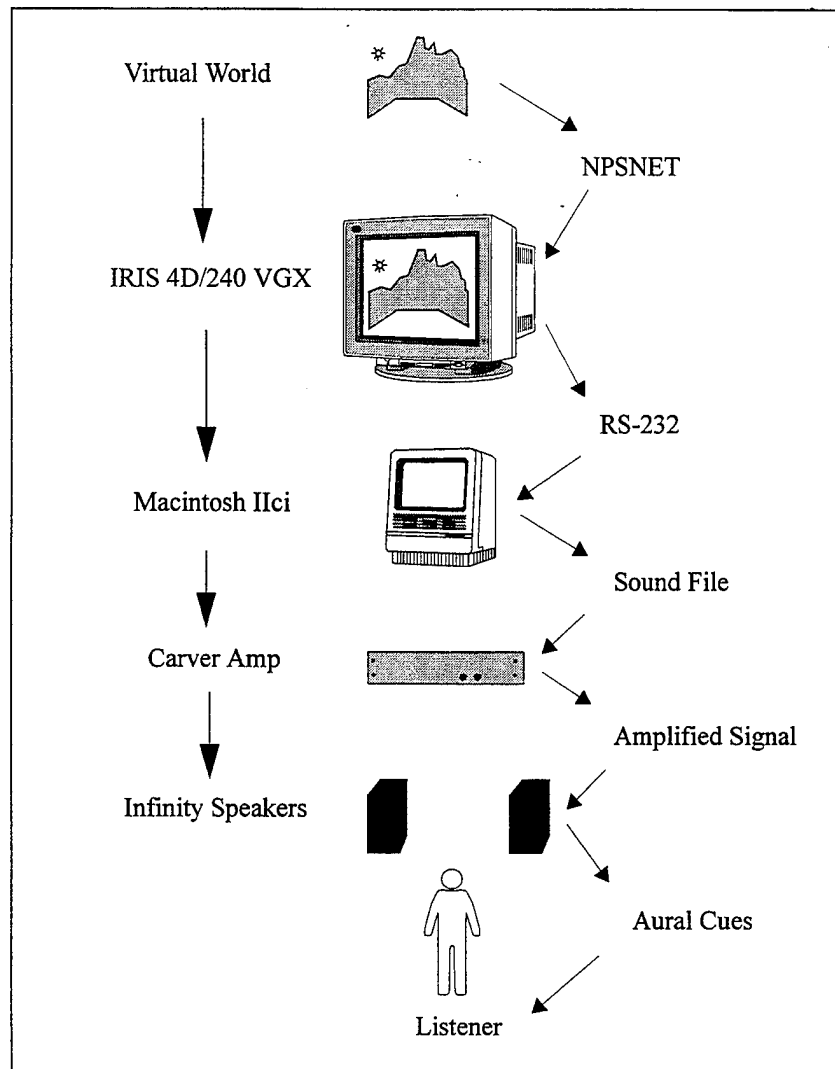 Virtual World
NPSNET
IRIS 4D/240 VGX
RS-232
Macintosh IIci
Sound File
Carver Amp
Amplified Signal
Infinity Speakers
Aural Cues
Listener